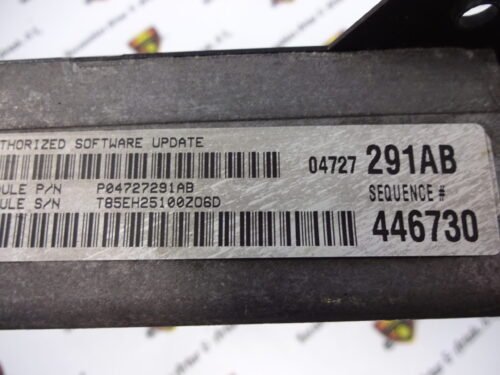 THORIZED SOFTWARE UPDATE
04727 291AB
ULE P/N P04727291AB
ULE S/N T85EH25100Z06D
SEQUENCE #
446730